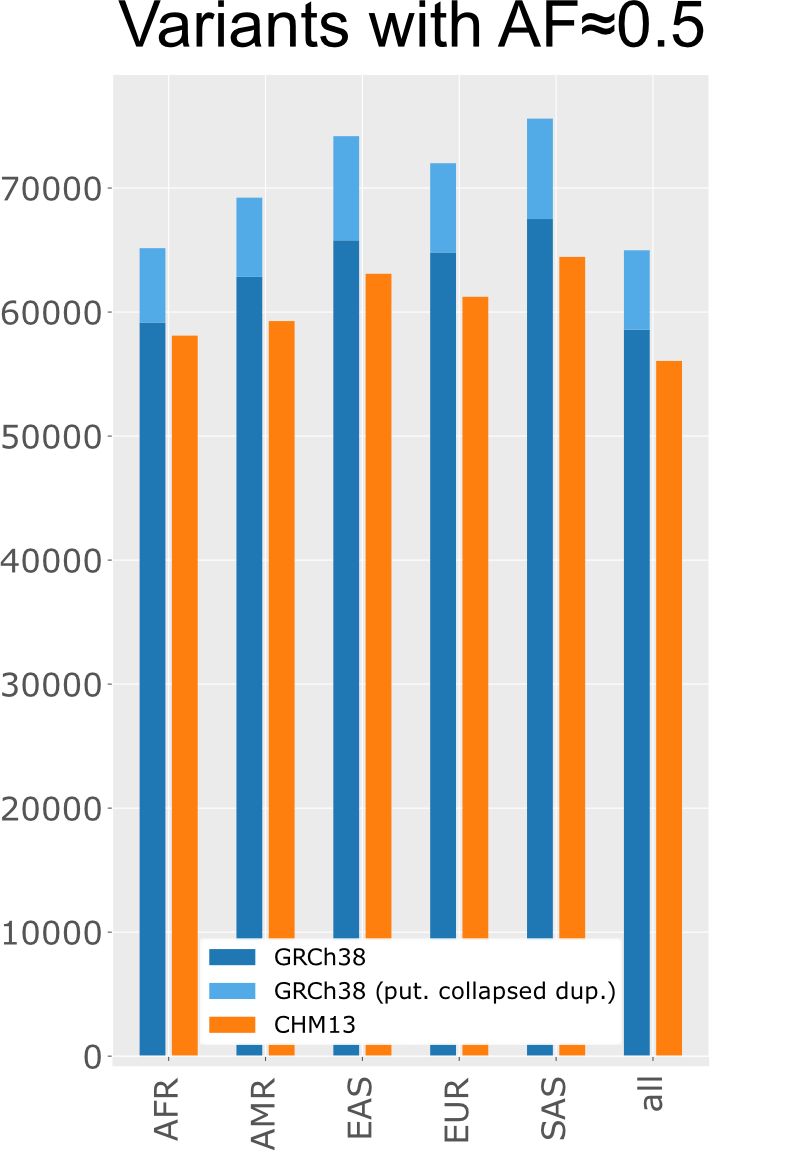 Variants with AF≈0.5
70000
60000
50000
40000
30000
20000
10000
0
GRCh38
GRCh38 (put. collapsed dup.)
CHM13
AFR
AMR
EAS
EUR
SAS
all